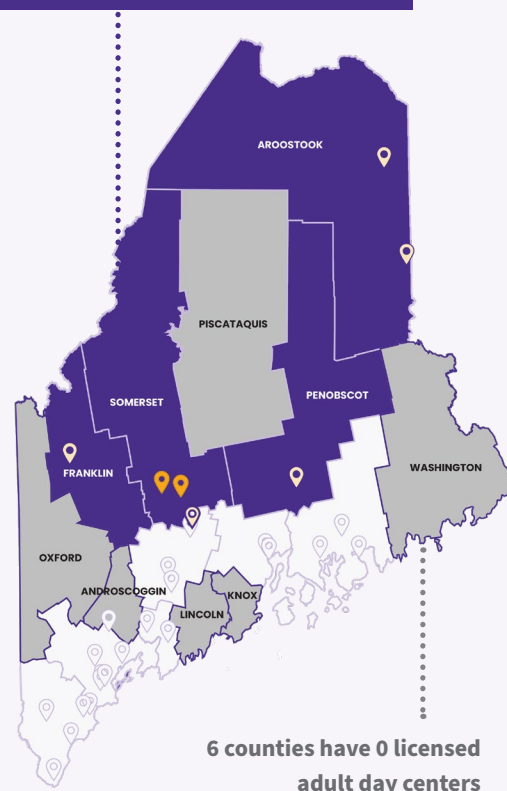 AROOSTOOK
PISCATAQUIS
SOMERSET
PENOBSCOT
FRANKLIN
WASHINGTON
OXFORD
ANDROSCOGGIN
KNOX
LINCOLN
6 counties have 0 licensed
adult day centers